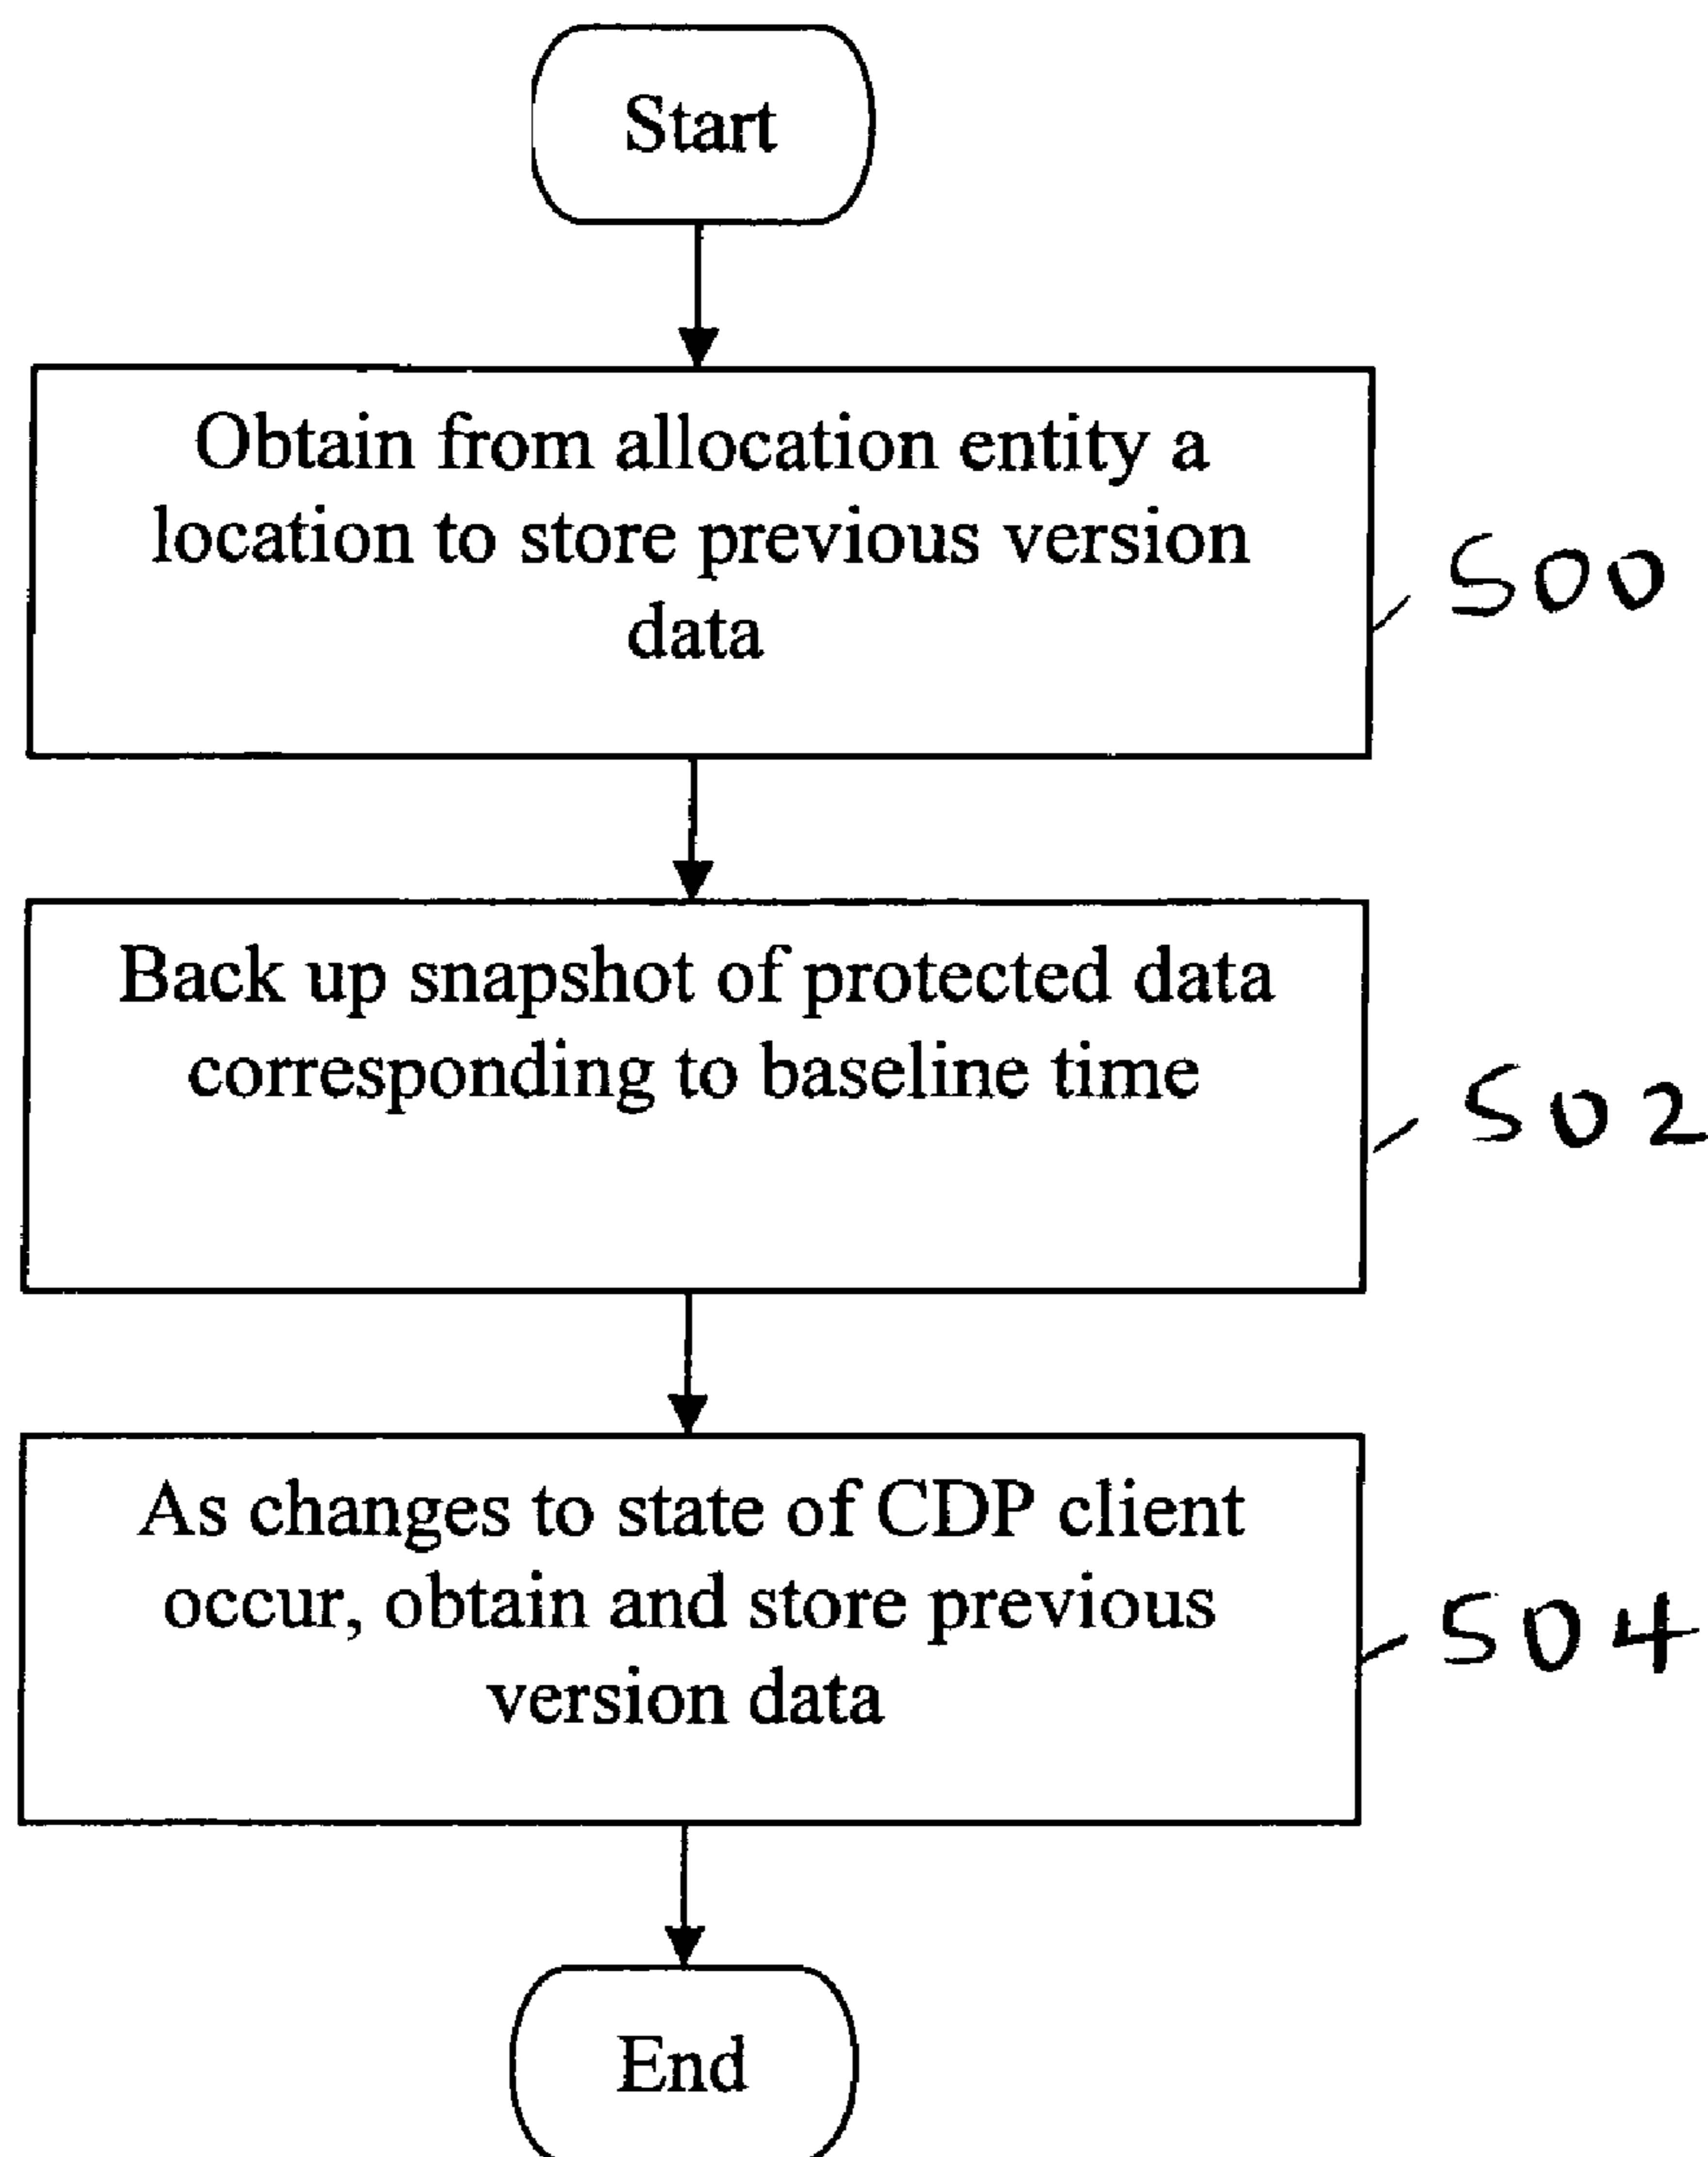 Start
Obtain from allocation entity a
location to store previous version
data
500
Back up snapshot of protected data
corresponding to baseline time
502
As changes to state of CDP client
occur, obtain and store previous
version data
504
End